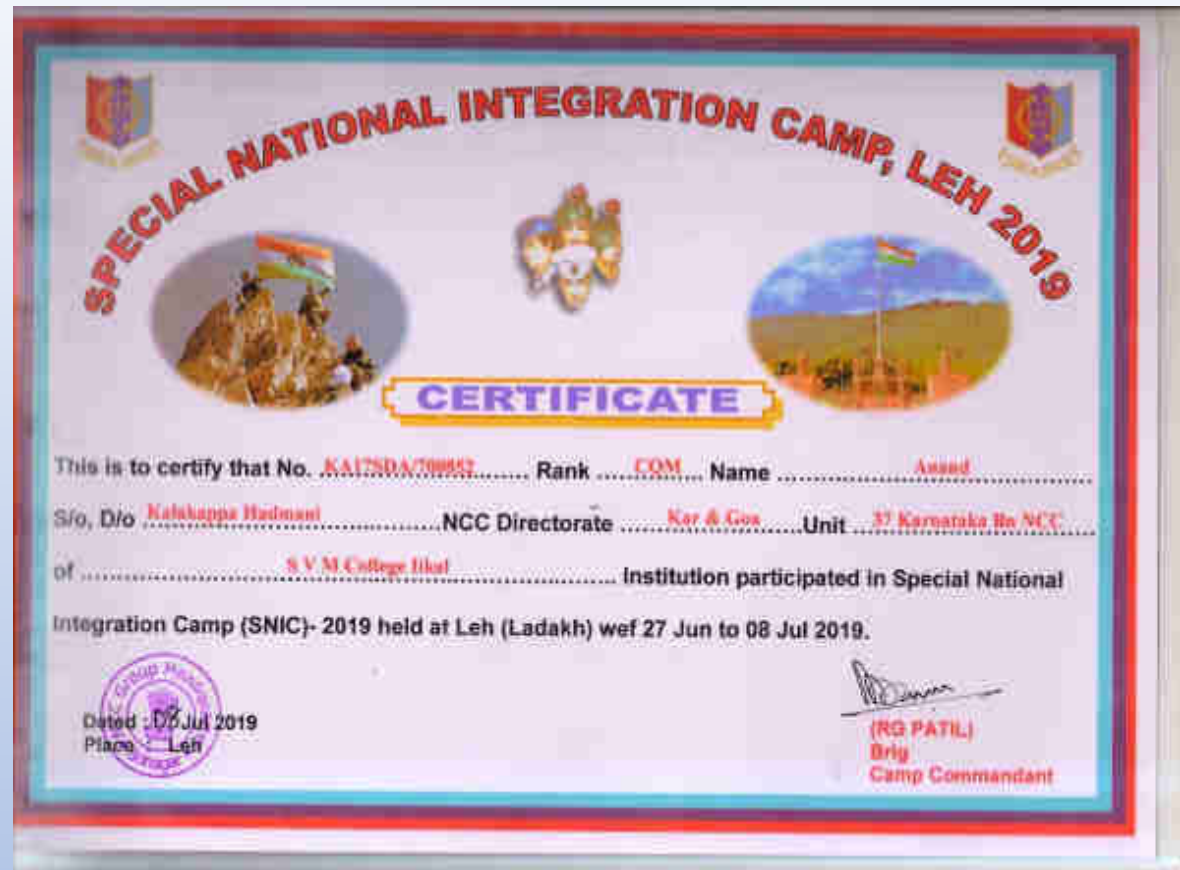 SPECIAL NATIONAL INTEGRATION CAMP, LEH 2019
CERTIFICATE
This is to certify that No. KA17SDA/700852 Rank CQM Name Anand
S/o, D/o Kalakappa Hadmani NCC Directorate Kar & Goa Unit 37 Karnataka Bn NCC
of S V M College Ilkal Institution participated in Special National
Integration Camp (SNIC)- 2019 held at Leh (Ladakh) wef 27 Jun to 08 Jul 2019.
Group
Dated : 08 Jul 2019
Place : Leh
(RG PATIL)
Brig
Camp Commandant